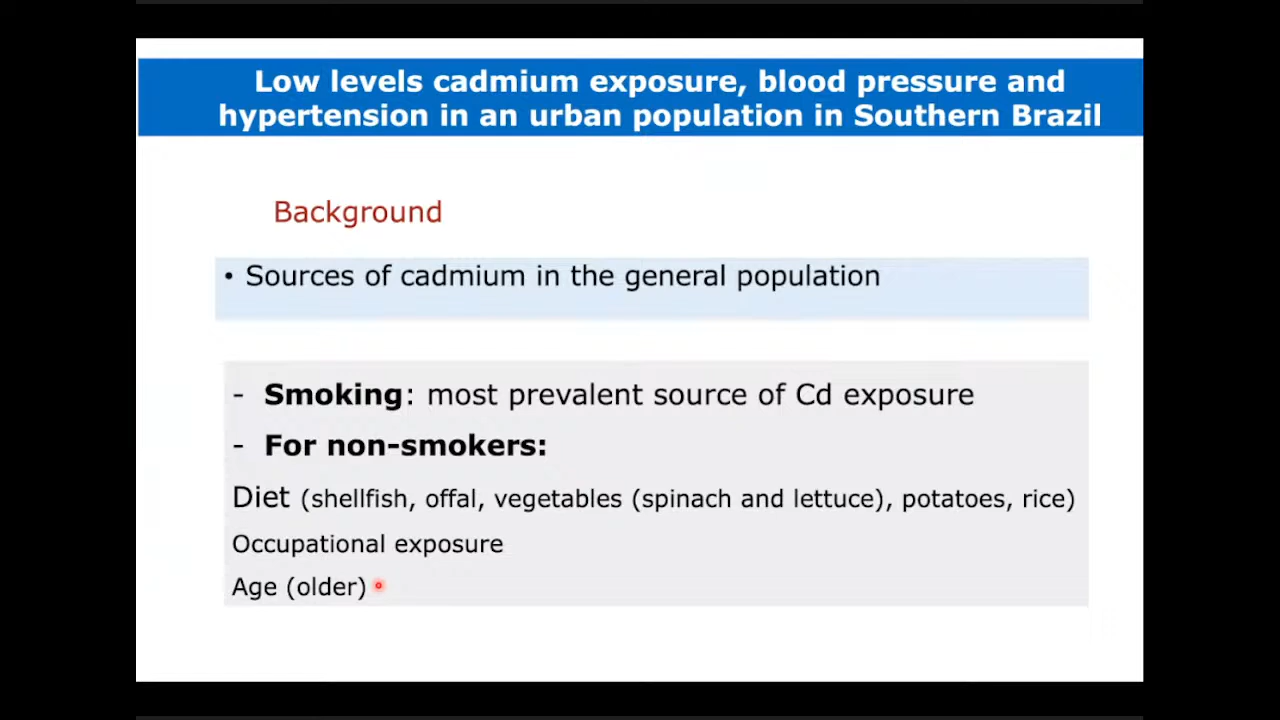 Low levels cadmium exposure, blood pressure and
hypertension in an urban population in Southern Brazil
Background
• Sources of cadmium in the general population
- Smoking: most prevalent source of Cd exposure
- For non-smokers:
Diet (shellfish, offal, vegetables (spinach and lettuce), potatoes, rice)
Occupational exposure
Age (older)